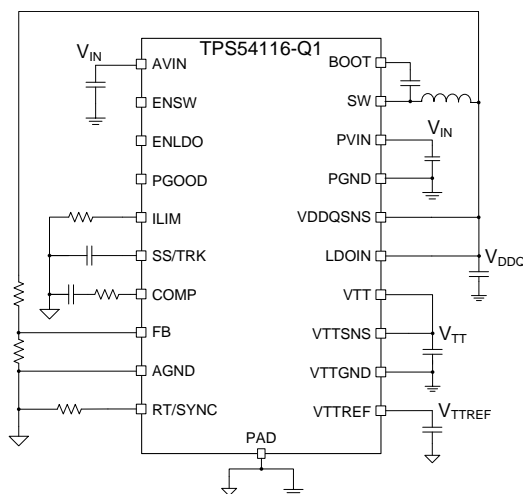 TPS54116-Q1
V_IN
AVIN
ENSW
ENLDO
PGOOD
ILIM
SS/TRK
COMP
FB
AGND
RT/SYNC
PAD
BOOT
SW
PVIN
V_IN
PGND
VDDQSNS
LDOIN
V_DDQ
VTT
VTTSNS
V_TT
VTTGND
VTTREF
V_TTREF